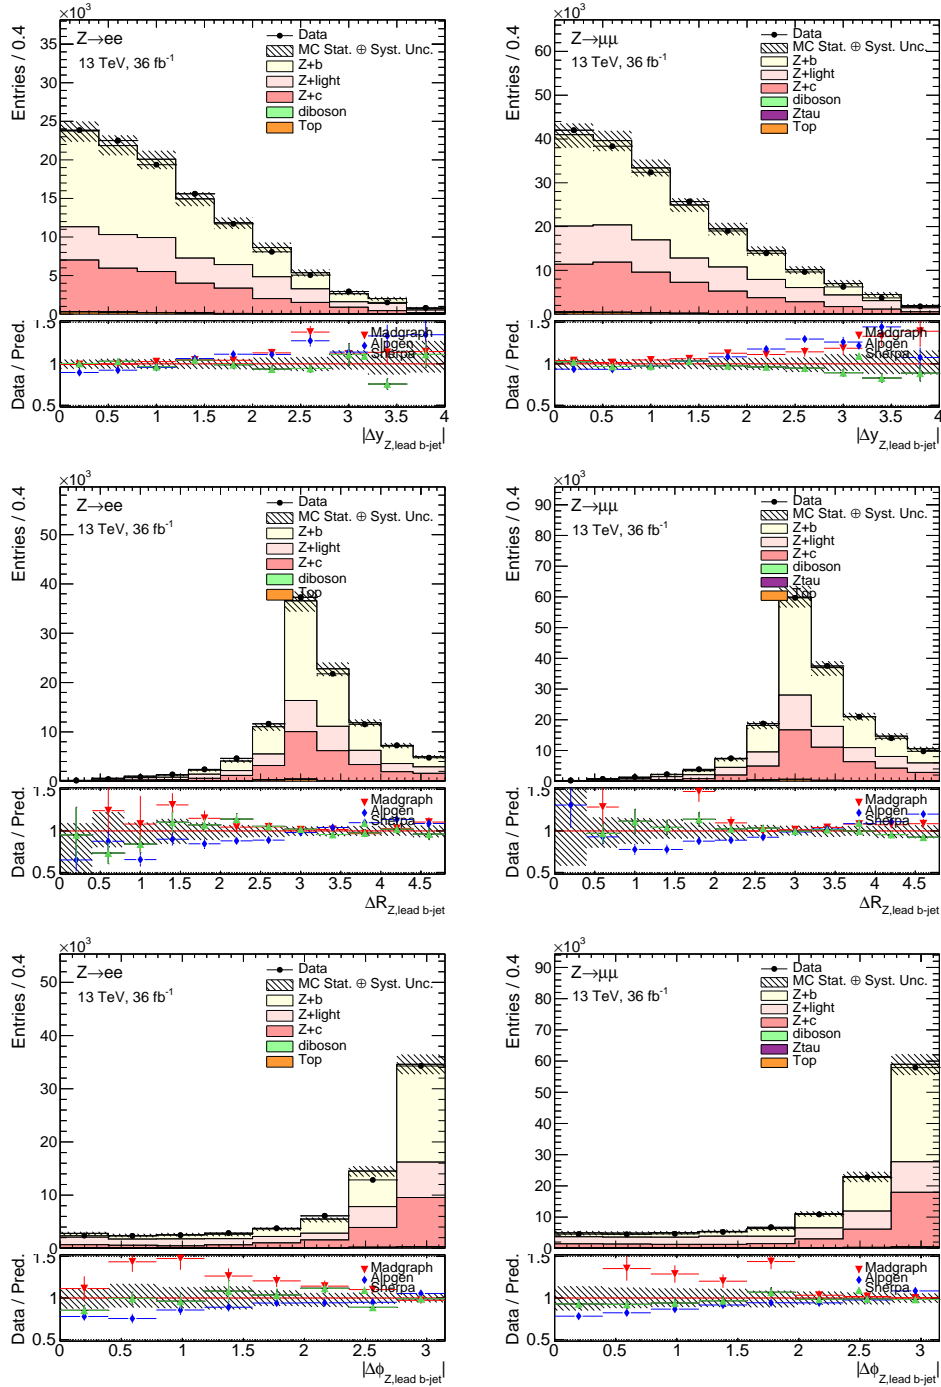 ×10³
Entries / 0.4
Z→ee
13 TeV, 36 fb⁻¹
Data
MC Stat. ⊕ Syst. Unc.
Z+b
Z+light
Z+c
diboson
Top
35
30
25
20
15
10
5
0
Data / Pred.
1.5
1
0.5
Madgraph
Alpgen
Sherpa
0 0.5 1 1.5 2 2.5 3 3.5 4
|Δy Z,lead b-jet|
×10³
Entries / 0.4
Z→μμ
13 TeV, 36 fb⁻¹
Data
MC Stat. ⊕ Syst. Unc.
Z+b
Z+light
Z+c
diboson
Ztau
Top
60
50
40
30
20
10
0
Data / Pred.
1.5
1
0.5
Madgraph
Alpgen
Sherpa
0 0.5 1 1.5 2 2.5 3 3.5 4
|Δy Z,lead b-jet|
×10³
Entries / 0.4
Z→ee
13 TeV, 36 fb⁻¹
Data
MC Stat. ⊕ Syst. Unc.
Z+b
Z+light
Z+c
diboson
Top
50
40
30
20
10
0
Data / Pred.
1.5
1
0.5
Madgraph
Alpgen
Sherpa
0 0.5 1 1.5 2 2.5 3 3.5 4 4.5
ΔR Z,lead b-jet
×10³
Entries / 0.4
Z→μμ
13 TeV, 36 fb⁻¹
Data
MC Stat. ⊕ Syst. Unc.
Z+b
Z+light
Z+c
diboson
Ztau
Top
90
80
70
60
50
40
30
20
10
0
Data / Pred.
1.5
1
0.5
Madgraph
Alpgen
Sherpa
0 0.5 1 1.5 2 2.5 3 3.5 4 4.5
ΔR Z,lead b-jet
×10³
Entries / 0.4
Z→ee
13 TeV, 36 fb⁻¹
Data
MC Stat. ⊕ Syst. Unc.
Z+b
Z+light
Z+c
diboson
Top
50
40
30
20
10
0
Data / Pred.
1.5
1
0.5
Madgraph
Alpgen
Sherpa
0 0.5 1 1.5 2 2.5 3
|Δϕ Z,lead b-jet|
×10³
Entries / 0.4
Z→μμ
13 TeV, 36 fb⁻¹
Data
MC Stat. ⊕ Syst. Unc.
Z+b
Z+light
Z+c
diboson
Ztau
Top
90
80
70
60
50
40
30
20
10
0
Data / Pred.
1.5
1
0.5
Madgraph
Alpgen
Sherpa
0 0.5 1 1.5 2 2.5 3
|Δϕ Z,lead b-jet|